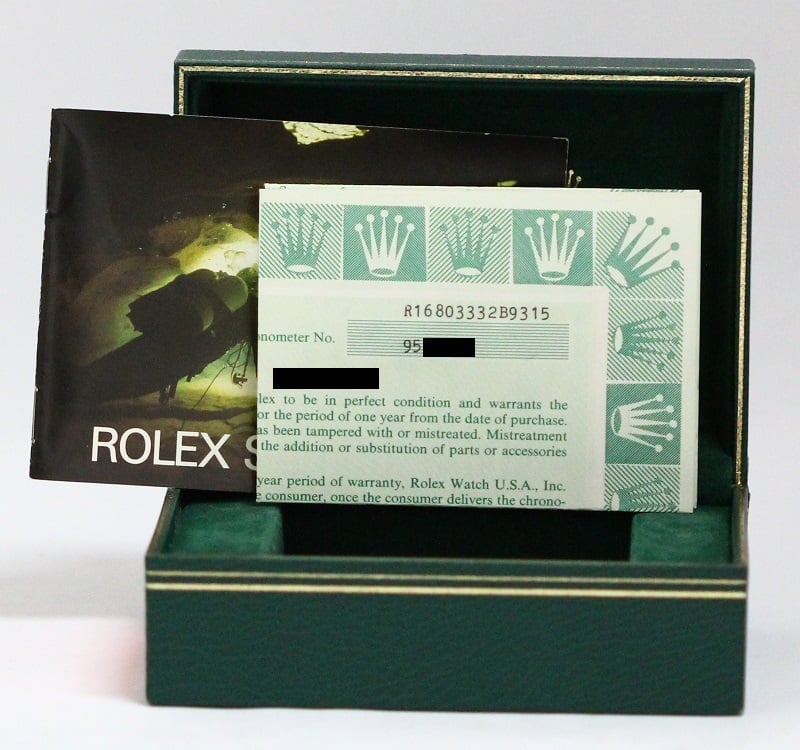 ROLEX S
R16803332B9315
onometer No.
95
lex to be in perfect condition and warrants the
or the period of one year from the date of purchase.
as been tampered with or mistreated. Mistreatment
the addition or substitution of parts or accessories
year period of warranty, Rolex Watch U.S.A., Inc.
e consumer, once the consumer delivers the chrono-